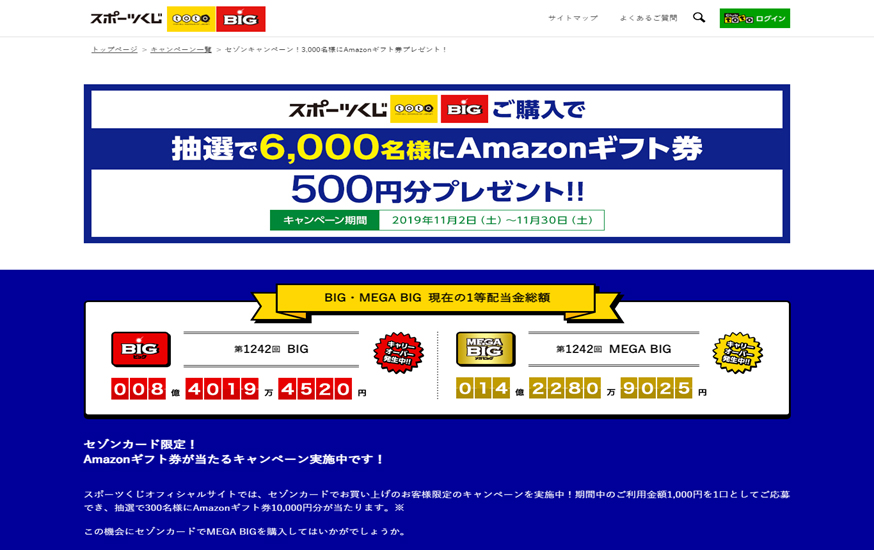 スポーツくじ toto BIG
サイトマップ よくあるご質問 ログイン
トップページ > キャンペーン一覧 > セゾンキャンペーン！3,000名様にAmazonギフト券プレゼント！
スポーツくじ toto BIG ご購入で
抽選で6,000名様にAmazonギフト券
500円分プレゼント!!
キャンペーン期間 2019年11月2日（土）～11月30日（土）
BIG・MEGA BIG 現在の1等配当金総額
BIG 第1242回 BIG キャリーオーバー発生中!!
008億4019万4520円
MEGA BIG 第1242回 MEGA BIG キャリーオーバー発生中!!
014億2280万9025円
セゾンカード限定！
Amazonギフト券が当たるキャンペーン実施中です！
スポーツくじオフィシャルサイトでは、セゾンカードでお買い上げのお客様限定のキャンペーンを実施中！期間中のご利用金額1,000円を1口としてご応募
でき、抽選で300名様にAmazonギフト券10,000円分が当たります。※
この機会にセゾンカードでMEGA BIGを購入してはいかがでしょうか。